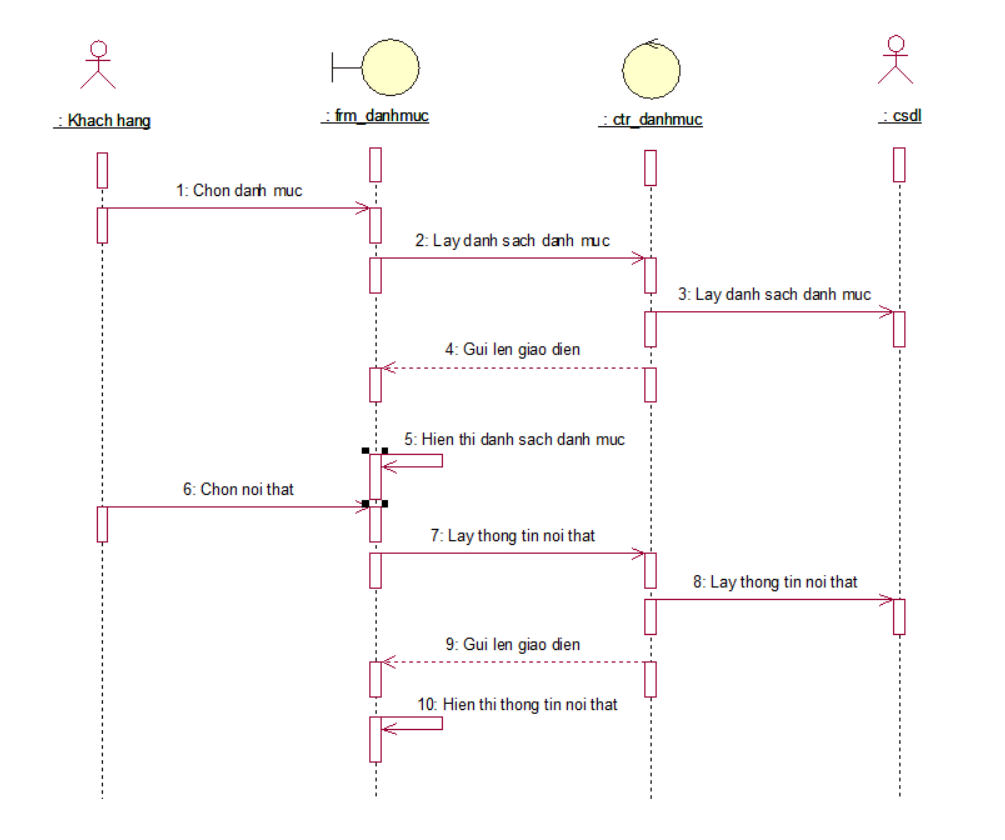 : Khach hang
: frm_danhmuc
: ctr_danhmuc
: csdl
1: Chon danh muc
2: Lay danh sach danh muc
3: Lay danh sach danh muc
4: Gui len giao dien
5: Hien thi danh sach danh muc
6: Chon noi that
7: Lay thong tin noi that
8: Lay thong tin noi that
9: Gui len giao dien
10: Hien thi thong tin noi that